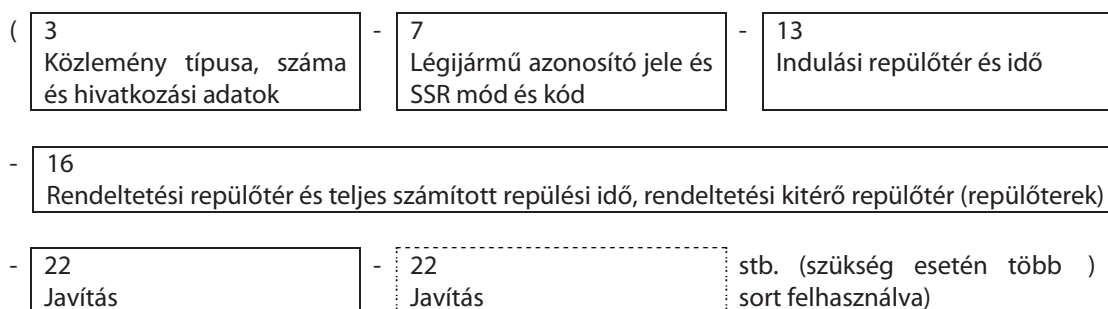 ( 3 - 7 - 13
Közlemény típusa, száma Légijármű azonosító jele és Indulási repülőtér és idő
és hivatkozási adatok SSR mód és kód
- 16
Rendeltetési repülőtér és teljes számított repülési idő, rendeltetési kitérő repülőtér (repülőterek)
- 22 - 22 stb. (szükség esetén több )
Javítás Javítás sort felhasználva)